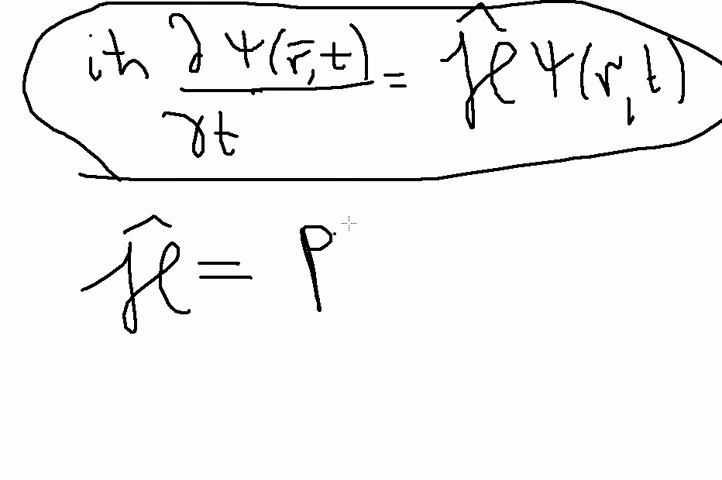 iħ ∂Ψ(r̄,t)/∂t = Ĥ Ψ(r,t)
Ĥ = P